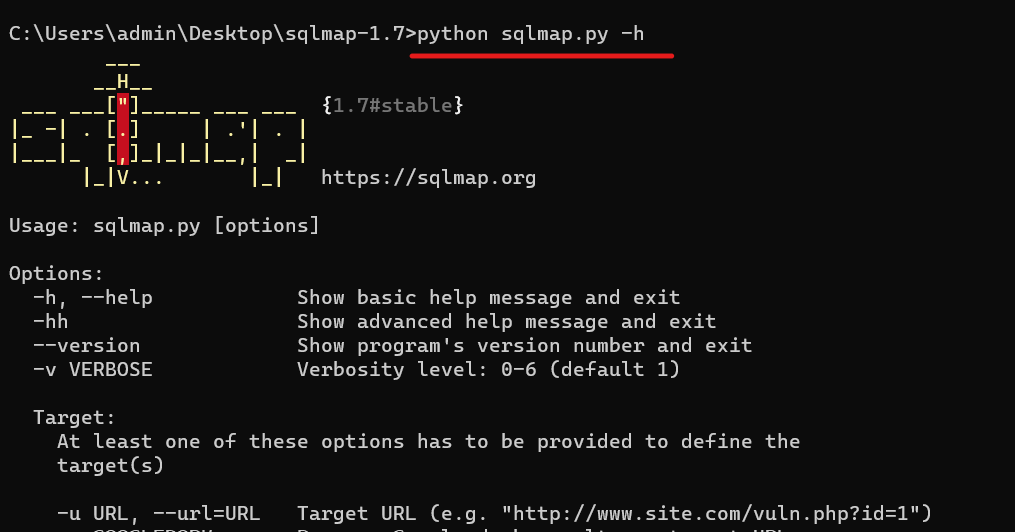 C:\Users\admin\Desktop\sqlmap-1.7>python sqlmap.py -h
        ___
       __H__
 ___ ___["]_____ ___ ___  {1.7#stable}
|_ -| . [.]     | .'| . |
|___|_  [,]_|_|_|__,|  _|
      |_|V...       |_|   https://sqlmap.org

Usage: sqlmap.py [options]

Options:
  -h, --help            Show basic help message and exit
  -hh                   Show advanced help message and exit
  --version             Show program's version number and exit
  -v VERBOSE            Verbosity level: 0-6 (default 1)

  Target:
    At least one of these options has to be provided to define the
    target(s)

    -u URL, --url=URL   Target URL (e.g. "http://www.site.com/vuln.php?id=1")